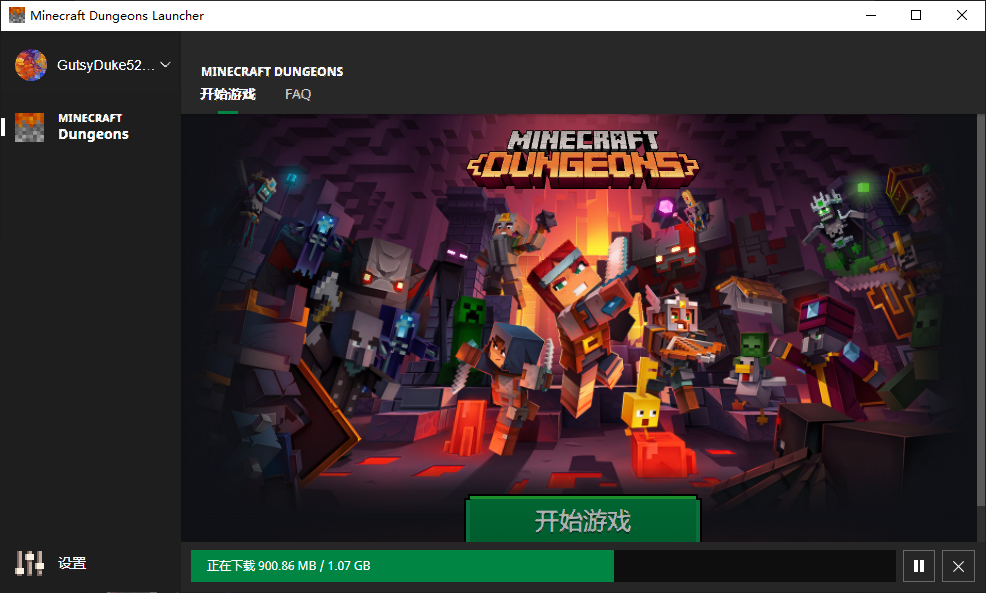 Minecraft Dungeons Launcher
GutsyDuke52...
MINECRAFT
Dungeons
MINECRAFT DUNGEONS
开始游戏
FAQ
MINECRAFT
DUNGEONS
开始游戏
设置
正在下载 900.86 MB / 1.07 GB